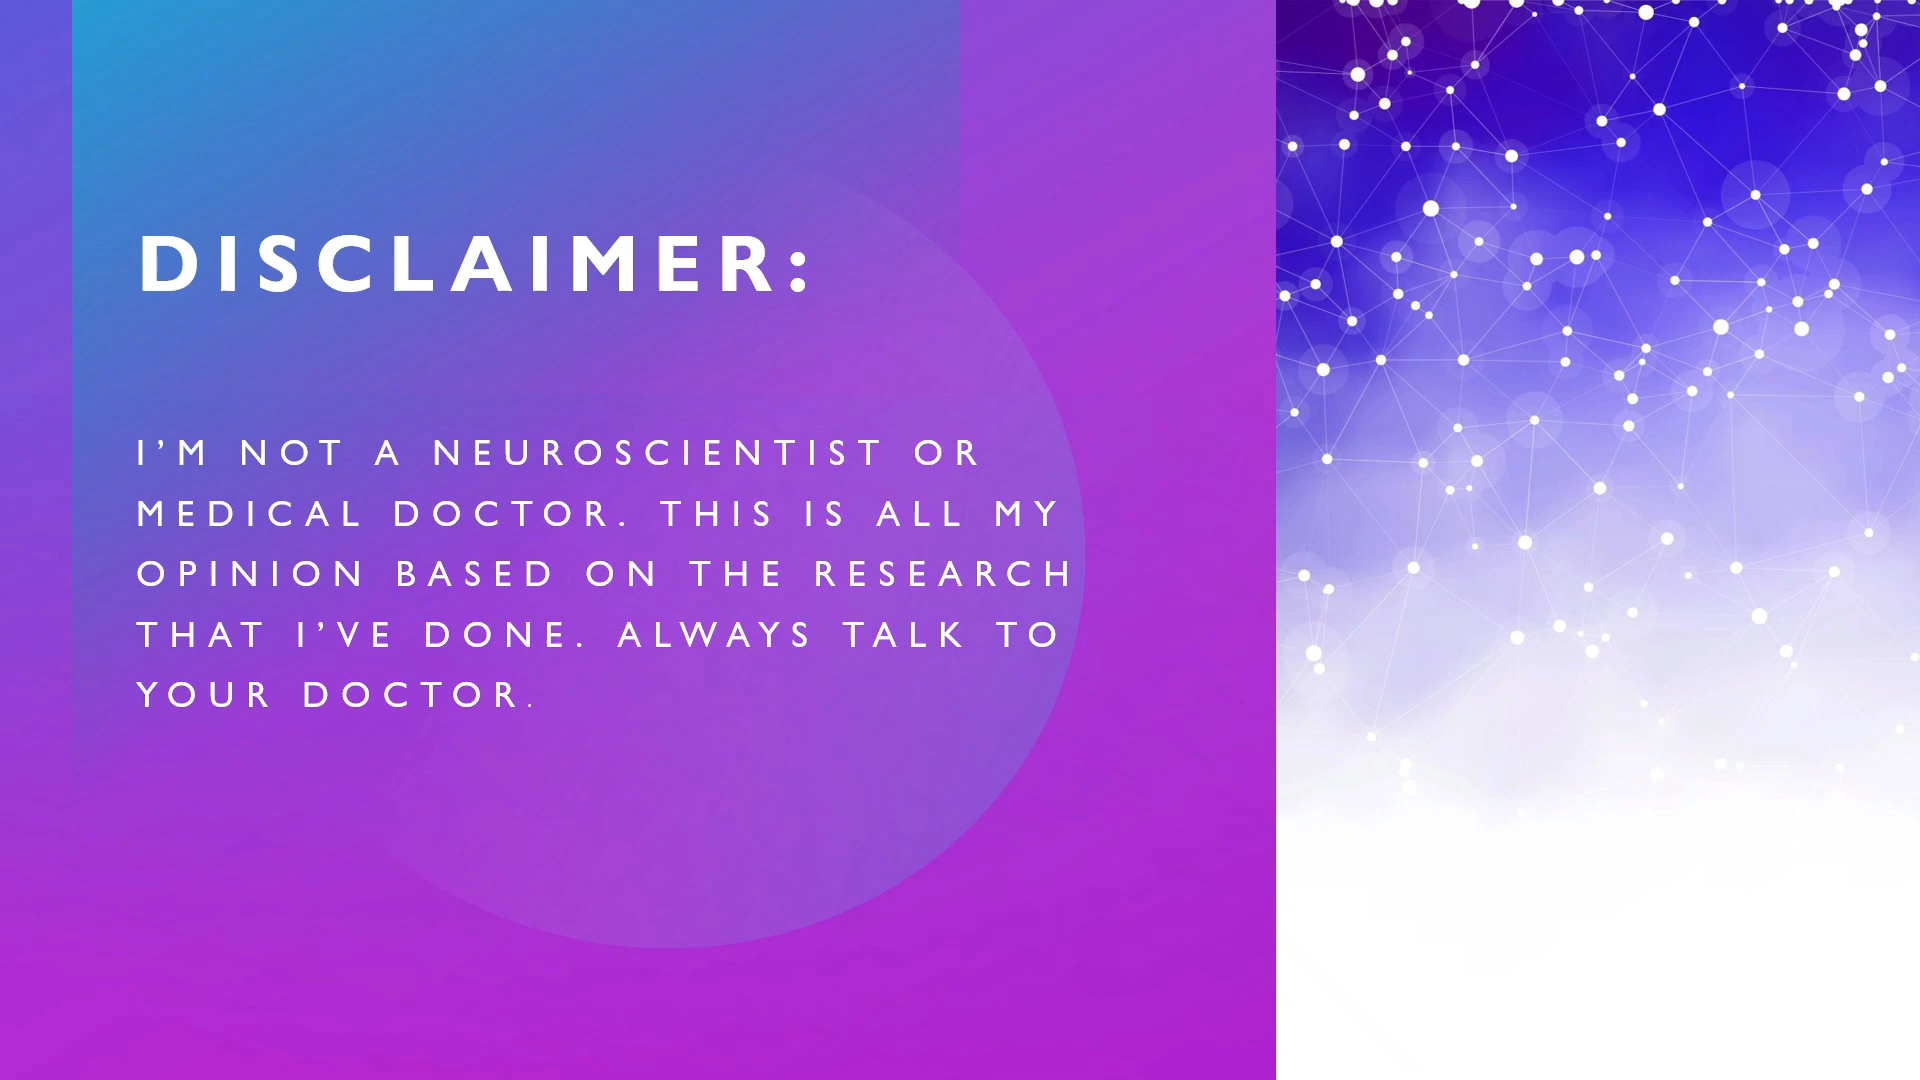 DISCLAIMER:
I’M NOT A NEUROSCIENTIST OR
MEDICAL DOCTOR. THIS IS ALL MY
OPINION BASED ON THE RESEARCH
THAT I’VE DONE. ALWAYS TALK TO
YOUR DOCTOR.